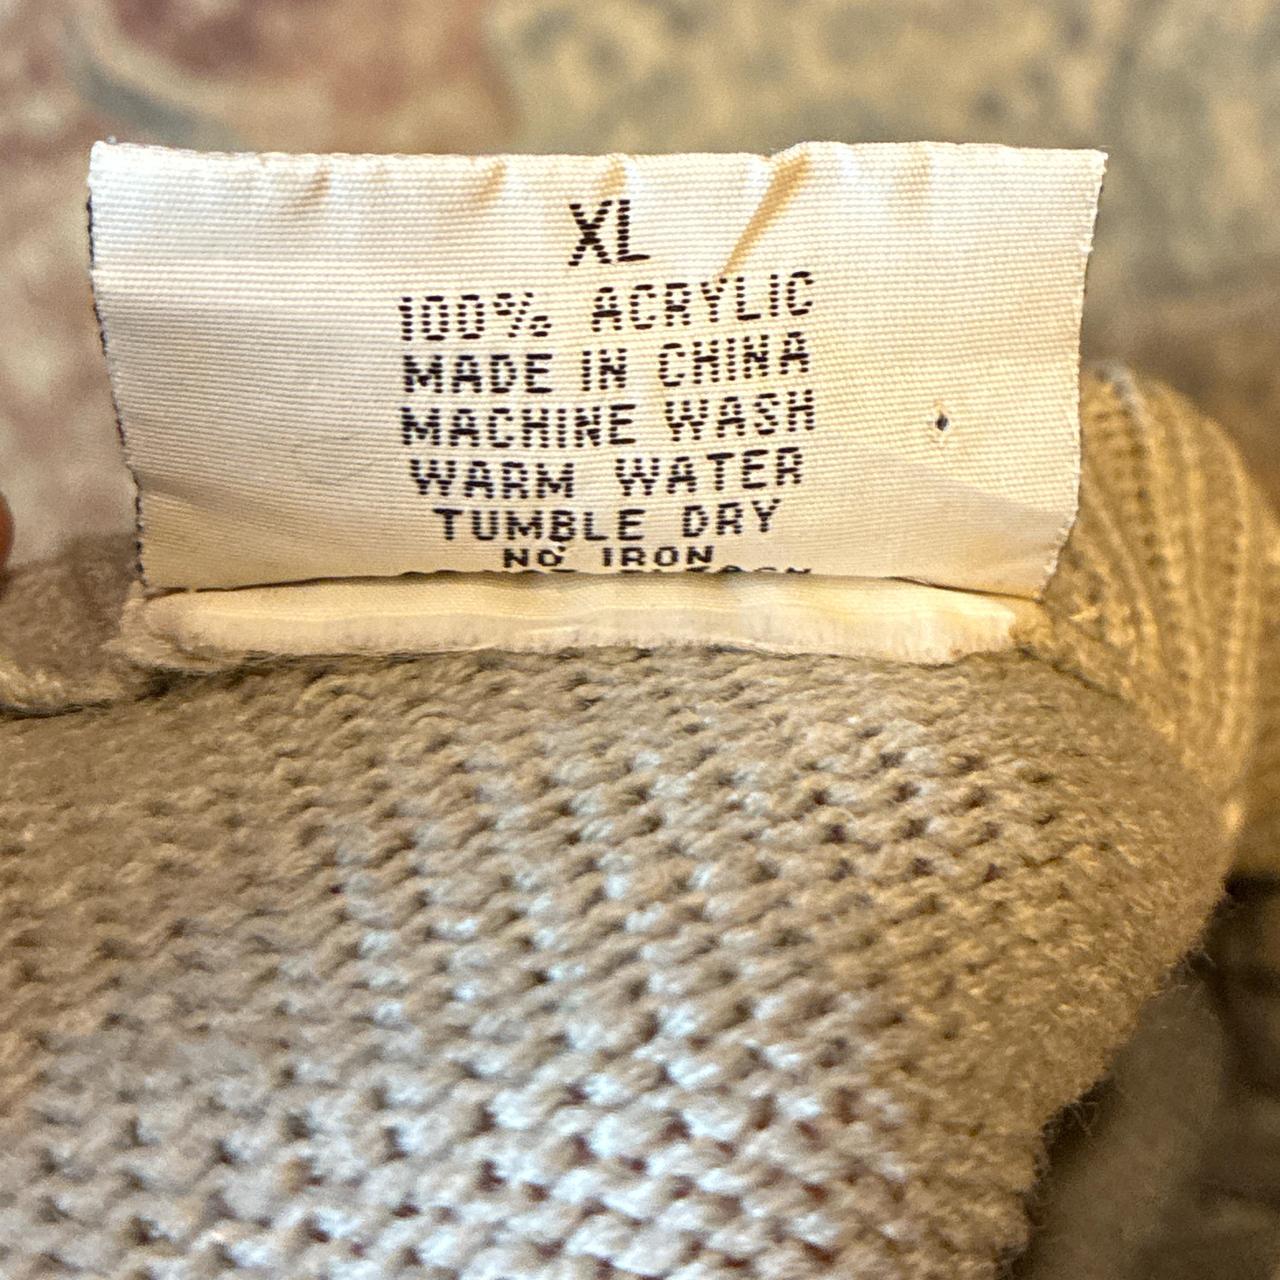 XL
100% ACRYLIC
MADE IN CHINA
MACHINE WASH
WARM WATER
TUMBLE DRY
NO IRON